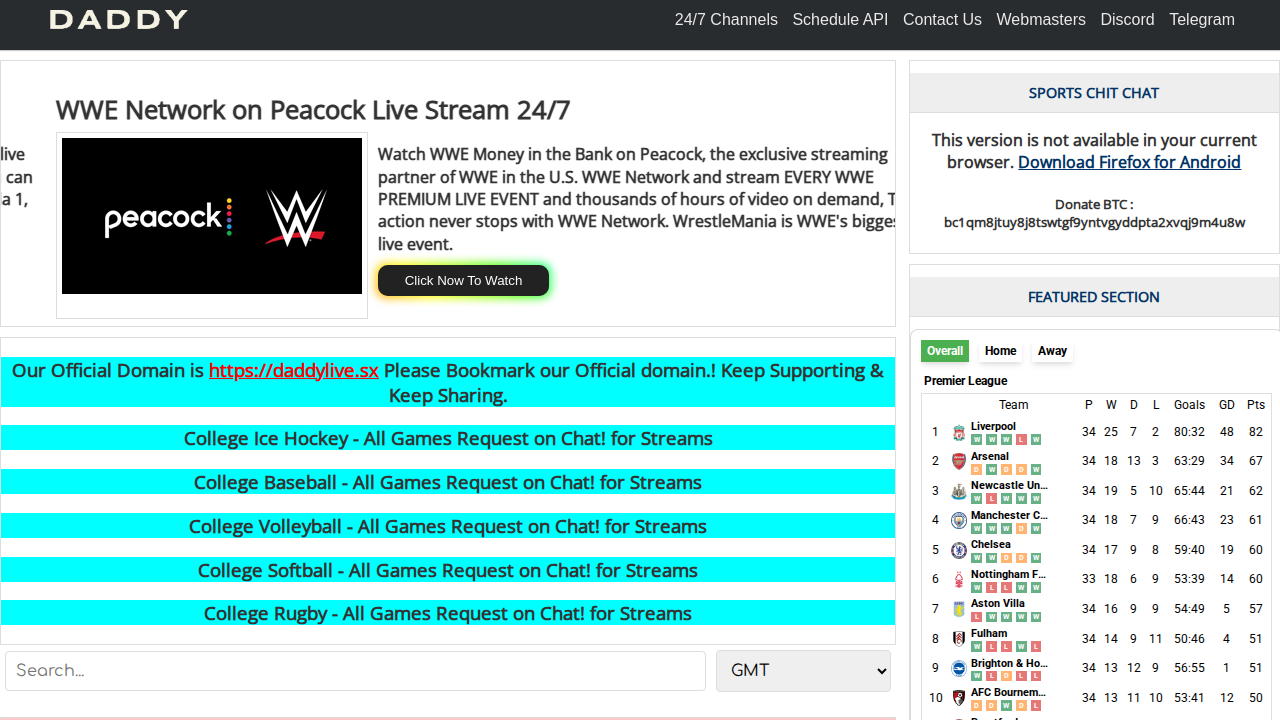 DADDY
24/7 Channels Schedule API Contact Us Webmasters Discord Telegram
live
can
a 1,
WWE Network on Peacock Live Stream 24/7
peacock W
Watch WWE Money in the Bank on Peacock, the exclusive streaming
partner of WWE in the U.S. WWE Network and stream EVERY WWE
PREMIUM LIVE EVENT and thousands of hours of video on demand, T
action never stops with WWE Network. WrestleMania is WWE's bigges
live event.
Click Now To Watch
Our Official Domain is https://daddylive.sx Please Bookmark our Official domain.! Keep Supporting &
Keep Sharing.
College Ice Hockey - All Games Request on Chat! for Streams
College Baseball - All Games Request on Chat! for Streams
College Volleyball - All Games Request on Chat! for Streams
College Softball - All Games Request on Chat! for Streams
College Rugby - All Games Request on Chat! for Streams
Search...
GMT
SPORTS CHIT CHAT
This version is not available in your current
browser. Download Firefox for Android
Donate BTC :
bc1qm8jtuy8j8tswtgf9yntvgyddpta2xvqj9m4u8w
FEATURED SECTION
Overall Home Away
Premier League
Team P W D L Goals GD Pts
1 Liverpool 34 25 7 2 80:32 48 82
W W W L W
2 Arsenal 34 18 13 3 63:29 34 67
D W D D W
3 Newcastle Un... 34 19 5 10 65:44 21 62
W L W W W
4 Manchester C... 34 18 7 9 66:43 23 61
W W W D W
5 Chelsea 34 17 9 8 59:40 19 60
W W D D W
6 Nottingham F... 33 18 6 9 53:39 14 60
W L L W W
7 Aston Villa 34 16 9 9 54:49 5 57
L W W W W
8 Fulham 34 14 9 11 50:46 4 51
W L L W L
9 Brighton & Ho... 34 13 12 9 56:55 1 51
W L D L L
10 AFC Bournem... 34 13 11 10 53:41 12 50
D D W D L